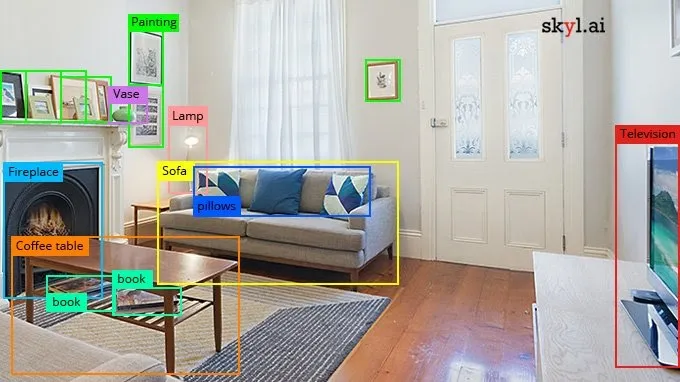 Painting
skyl.ai
Vase
Lamp
Television
Fireplace
Sofa
pillows
Coffee table
book
book